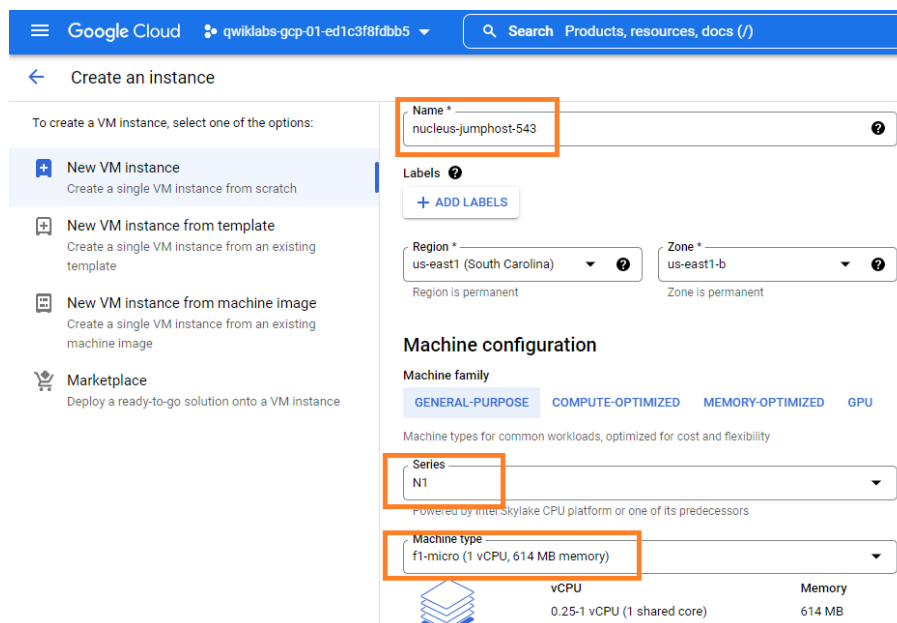 Google Cloud
qwiklabs-gcp-01-ed1c3f8fdbb5
Search Products, resources, docs (/)
Create an instance
To create a VM instance, select one of the options:
New VM instance
Create a single VM instance from scratch
New VM instance from template
Create a single VM instance from an existing
template
New VM instance from machine image
Create a single VM instance from an existing
machine image
Marketplace
Deploy a ready-to-go solution onto a VM instance
Name *
nucleus-jumphost-543
Labels
+ ADD LABELS
Region *
us-east1 (South Carolina)
Region is permanent
Zone *
us-east1-b
Zone is permanent
Machine configuration
Machine family
GENERAL-PURPOSE COMPUTE-OPTIMIZED MEMORY-OPTIMIZED GPU
Machine types for common workloads, optimized for cost and flexibility
Series
N1
Powered by Intel Skylake CPU platform or one of its predecessors
Machine type
f1-micro (1 vCPU, 614 MB memory)
vCPU Memory
0.25-1 vCPU (1 shared core) 614 MB